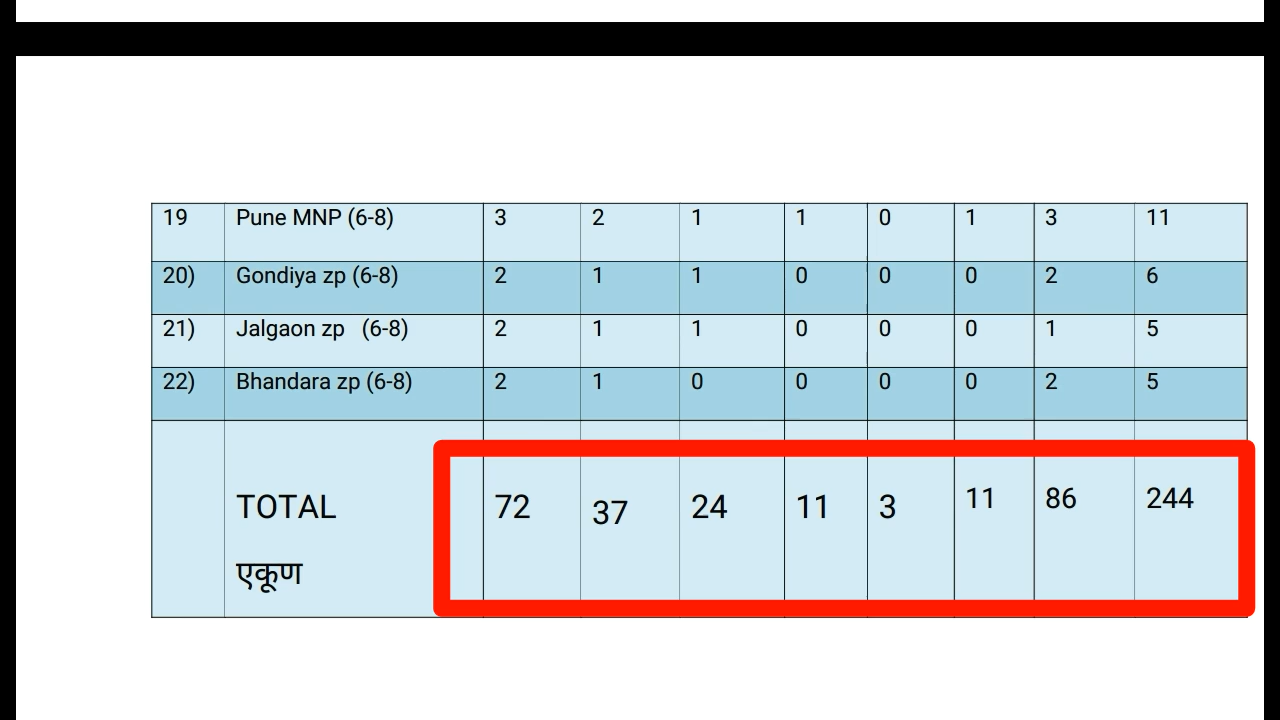 19 Pune MNP (6-8) 3 2 1 1 0 1 3 11
20) Gondiya zp (6-8) 2 1 1 0 0 0 2 6
21) Jalgaon zp (6-8) 2 1 1 0 0 0 1 5
22) Bhandara zp (6-8) 2 1 0 0 0 0 2 5
TOTAL 72 37 24 11 3 11 86 244
एकूण